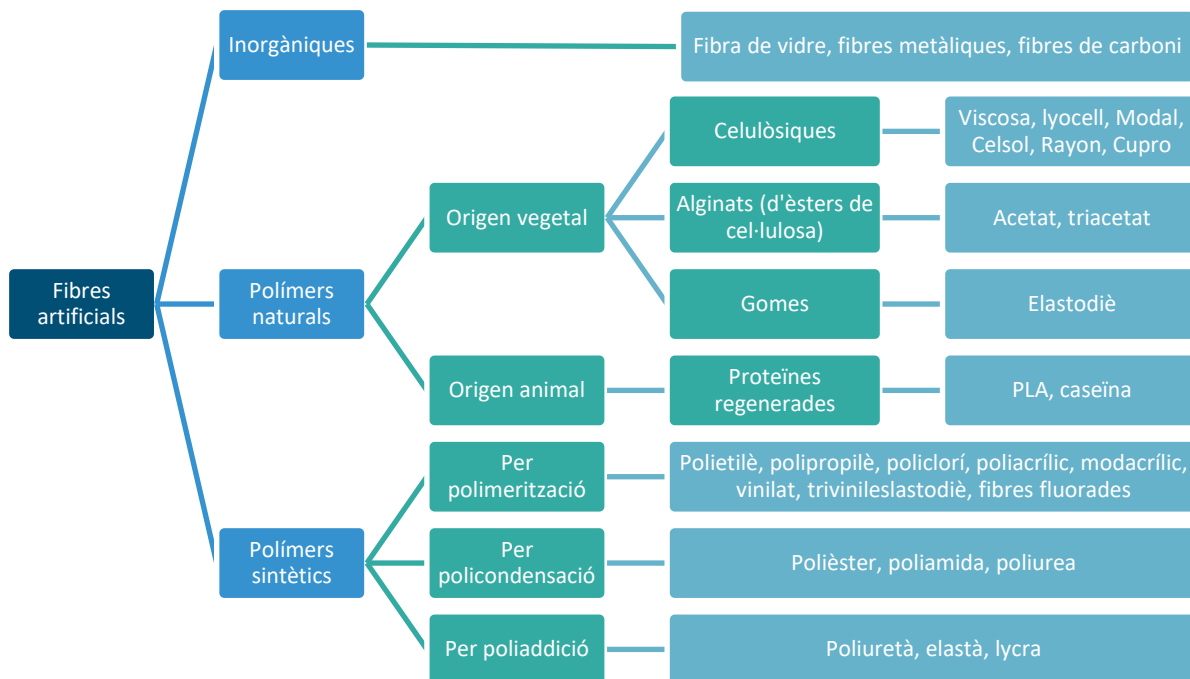 Inorgàniques
Fibra de vidre, fibres metàliques, fibres de carboni
Celulòsiques
Viscosa, lyocell, Modal,
Celsol, Rayon, Cupro
Origen vegetal
Alginats (d'èsters de
cel·lulosa)
Acetat, triacetat
Fibres
artificials
Polímers
naturals
Gomes
Elastodiè
Origen animal
Proteïnes
regenerades
PLA, caseïna
Per
polimerització
Polietilè, polipropilè, policlorí, poliacrílic, modacrílic,
vinilat, trivinileslastodiè, fibres fluorades
Polímers
sintètics
Per
policondensació
Polièster, poliamida, poliurea
Per poliaddició
Poliuretà, elastà, lycra